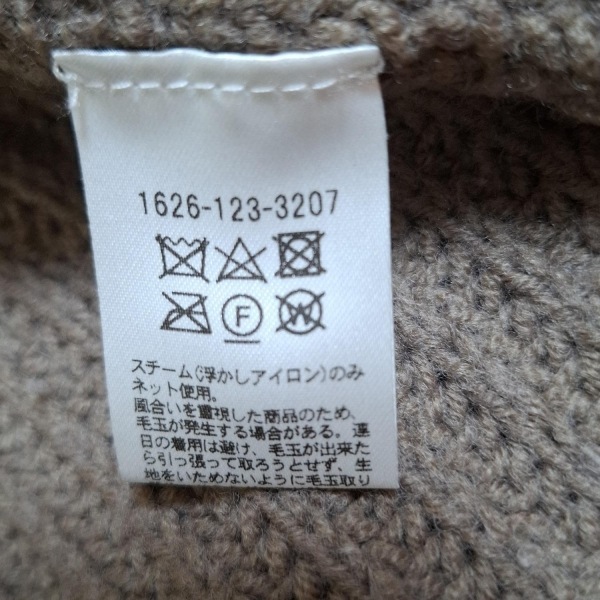 1626-123-3207
F W
スチーム(浮かしアイロン)のみ
ネット使用。
風合いを重視した商品のため、
毛玉が発生する場合がある。連
日の着用は避け、毛玉が出来た
ら引っ張って取ろうとせず、生
地をいためないように毛玉取り